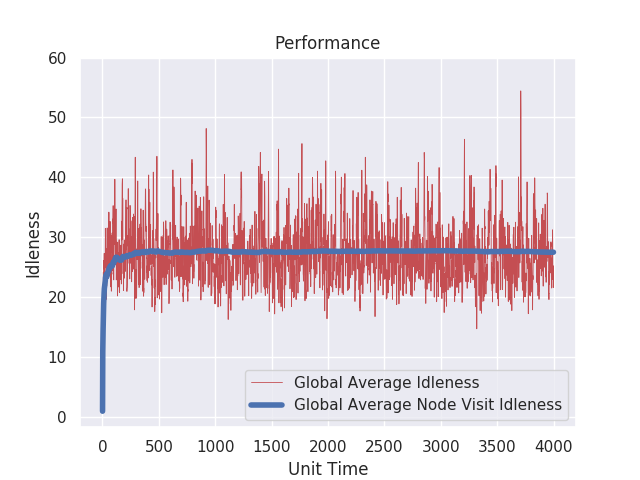 Performance
60
50
40
30
20
10
0
Idleness
Global Average Idleness
Global Average Node Visit Idleness
0 500 1000 1500 2000 2500 3000 3500 4000
Unit Time